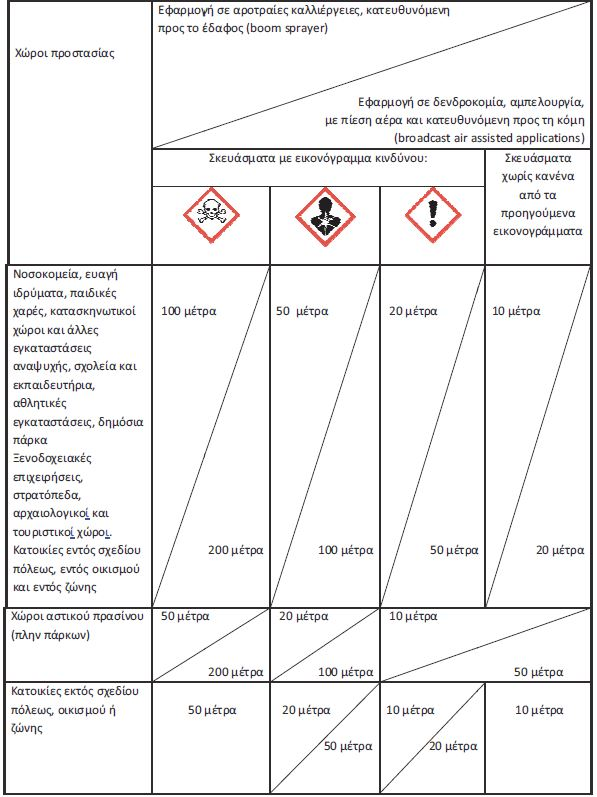 Εφαρμογή σε αροτραίες καλλιέργειες, κατευθυνόμενη
προς το έδαφος (boom sprayer)
Χώροι προστασίας
Εφαρμογή σε δενδροκομία, αμπελουργία,
με πίεση αέρα και κατευθυνόμενη προς τη κόμη
(broadcast air assisted applications)
Σκευάσματα με εικονόγραμμα κινδύνου:
Σκευάσματα
χωρίς κανένα
από τα
προηγούμενα
εικονογράμματα
Νοσοκομεία, ευαγή
ιδρύματα, παιδικές
χαρές, κατασκηνωτικοί
χώροι και άλλες
εγκαταστάσεις
αναψυχής, σχολεία και
εκπαιδευτήρια,
αθλητικές
εγκαταστάσεις, δημόσια
πάρκα
Ξενοδοχειακές
επιχειρήσεις,
στρατόπεδα,
αρχαιολογικοί και
τουριστικοί χώροι.
Κατοικίες εντός σχεδίου
πόλεως, εντός οικισμού
και εντός ζώνης
100 μέτρα
200 μέτρα
50 μέτρα
100 μέτρα
20 μέτρα
50 μέτρα
10 μέτρα
20 μέτρα
Χώροι αστικού πρασίνου
(πλην πάρκων)
50 μέτρα
200 μέτρα
20 μέτρα
100 μέτρα
10 μέτρα
50 μέτρα
Κατοικίες εκτός σχεδίου
πόλεως, οικισμού ή
ζώνης
50 μέτρα
20 μέτρα
50 μέτρα
10 μέτρα
20 μέτρα
10 μέτρα